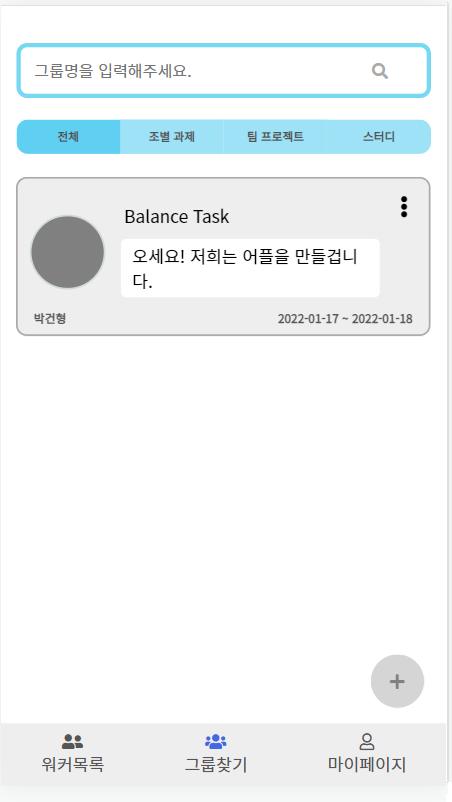 그룹명을 입력해주세요.
전체 조별 과제 팀 프로젝트 스터디
Balance Task
오세요! 저희는 어플을 만들겁니
다.
박건형 2022-01-17 ~ 2022-01-18
워커목록 그룹찾기 마이페이지